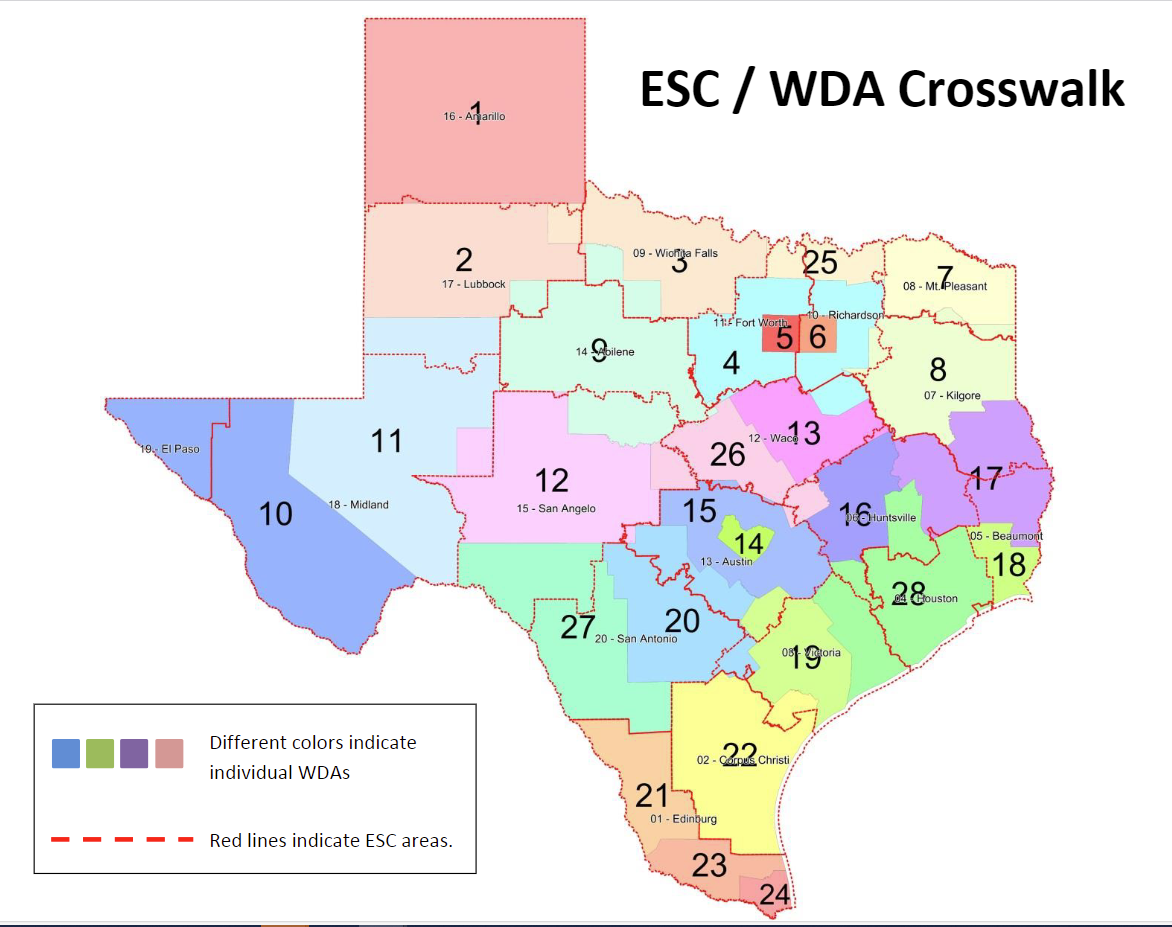 ESC / WDA Crosswalk
1
16 - Amarillo
2
17 - Lubbock
09 - Wichita Falls
3
25
7
08 - Mt. Pleasant
11 - Fort Worth
10 - Richardson
5
6
14 - Abilene
9
4
8
07 - Kilgore
19 - El Paso
11
12 - Waco
13
26
10
18 - Midland
12
15 - San Angelo
15
14
13 - Austin
16
06 - Huntsville
17
05 - Beaumont
18
28
04 - Houston
27
20 - San Antonio
20
08 - Victoria
19
22
02 - Corpus Christi
21
01 - Edinburg
23
24
Different colors indicate
individual WDAs
Red lines indicate ESC areas.